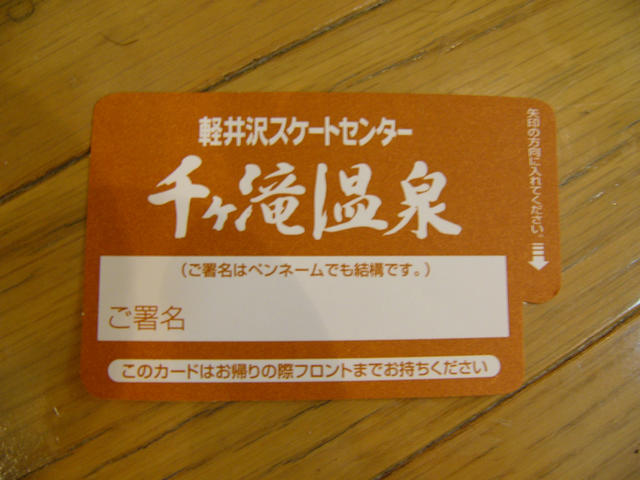 軽井沢スケートセンター
千ヶ滝温泉
(ご署名はペンネームでも結構です。)
ご署名
このカードはお帰りの際フロントまでお持ちください
矢印の方向に入れてください。